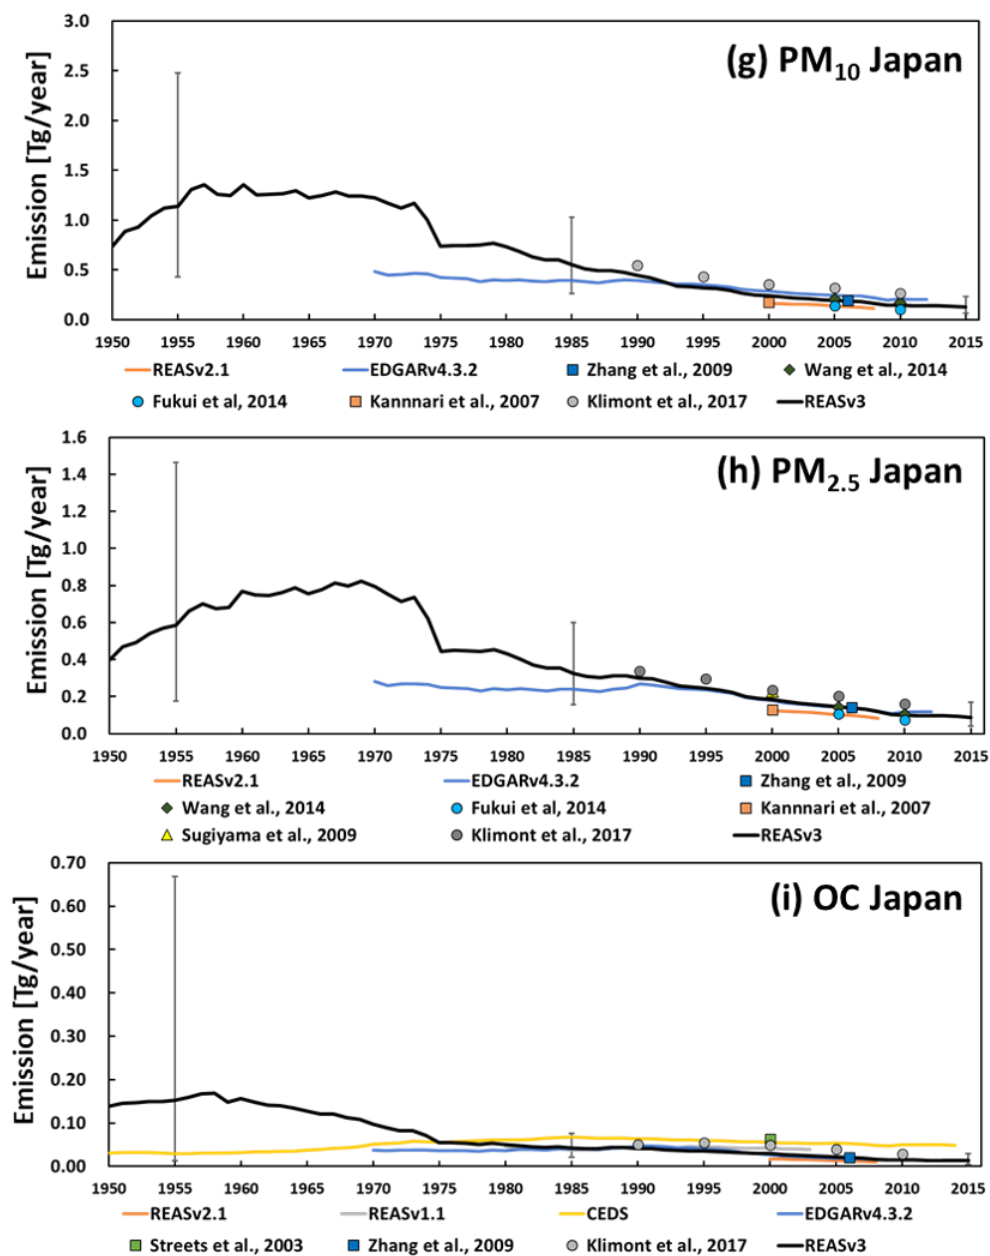 (g) PM10 Japan
Emission [Tg/year]
3.0
2.5
2.0
1.5
1.0
0.5
0.0
1950 1955 1960 1965 1970 1975 1980 1985 1990 1995 2000 2005 2010 2015
REASv2.1 EDGARv4.3.2 Zhang et al., 2009 Wang et al., 2014
Fukui et al, 2014 Kannnari et al., 2007 Klimont et al., 2017 REASv3
(h) PM2.5 Japan
Emission [Tg/year]
1.6
1.4
1.2
1.0
0.8
0.6
0.4
0.2
0.0
1950 1955 1960 1965 1970 1975 1980 1985 1990 1995 2000 2005 2010 2015
REASv2.1 EDGARv4.3.2 Zhang et al., 2009
Wang et al., 2014 Fukui et al, 2014 Kannnari et al., 2007
Sugiyama et al., 2009 Klimont et al., 2017 REASv3
(i) OC Japan
Emission [Tg/year]
0.70
0.60
0.50
0.40
0.30
0.20
0.10
0.00
1950 1955 1960 1965 1970 1975 1980 1985 1990 1995 2000 2005 2010 2015
REASv2.1 REASv1.1 CEDS EDGARv4.3.2
Streets et al., 2003 Zhang et al., 2009 Klimont et al., 2017 REASv3